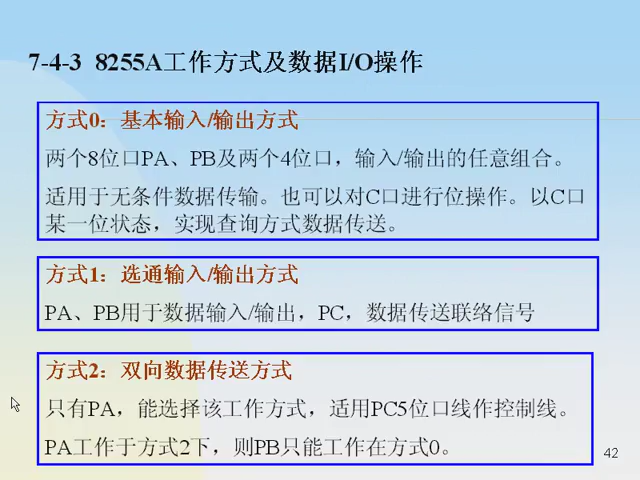 7-4-3 8255A工作方式及数据I/O操作
方式0：基本输入/输出方式
两个8位口PA、PB及两个4位口，输入/输出的任意组合。
适用于无条件数据传输。也可以对C口进行位操作。以C口
某一位状态，实现查询方式数据传送。
方式1：选通输入/输出方式
PA、PB用于数据输入/输出，PC，数据传送联络信号
方式2：双向数据传送方式
只有PA，能选择该工作方式，适用PC5位口线作控制线。
PA工作于方式2下，则PB只能工作在方式0。
42